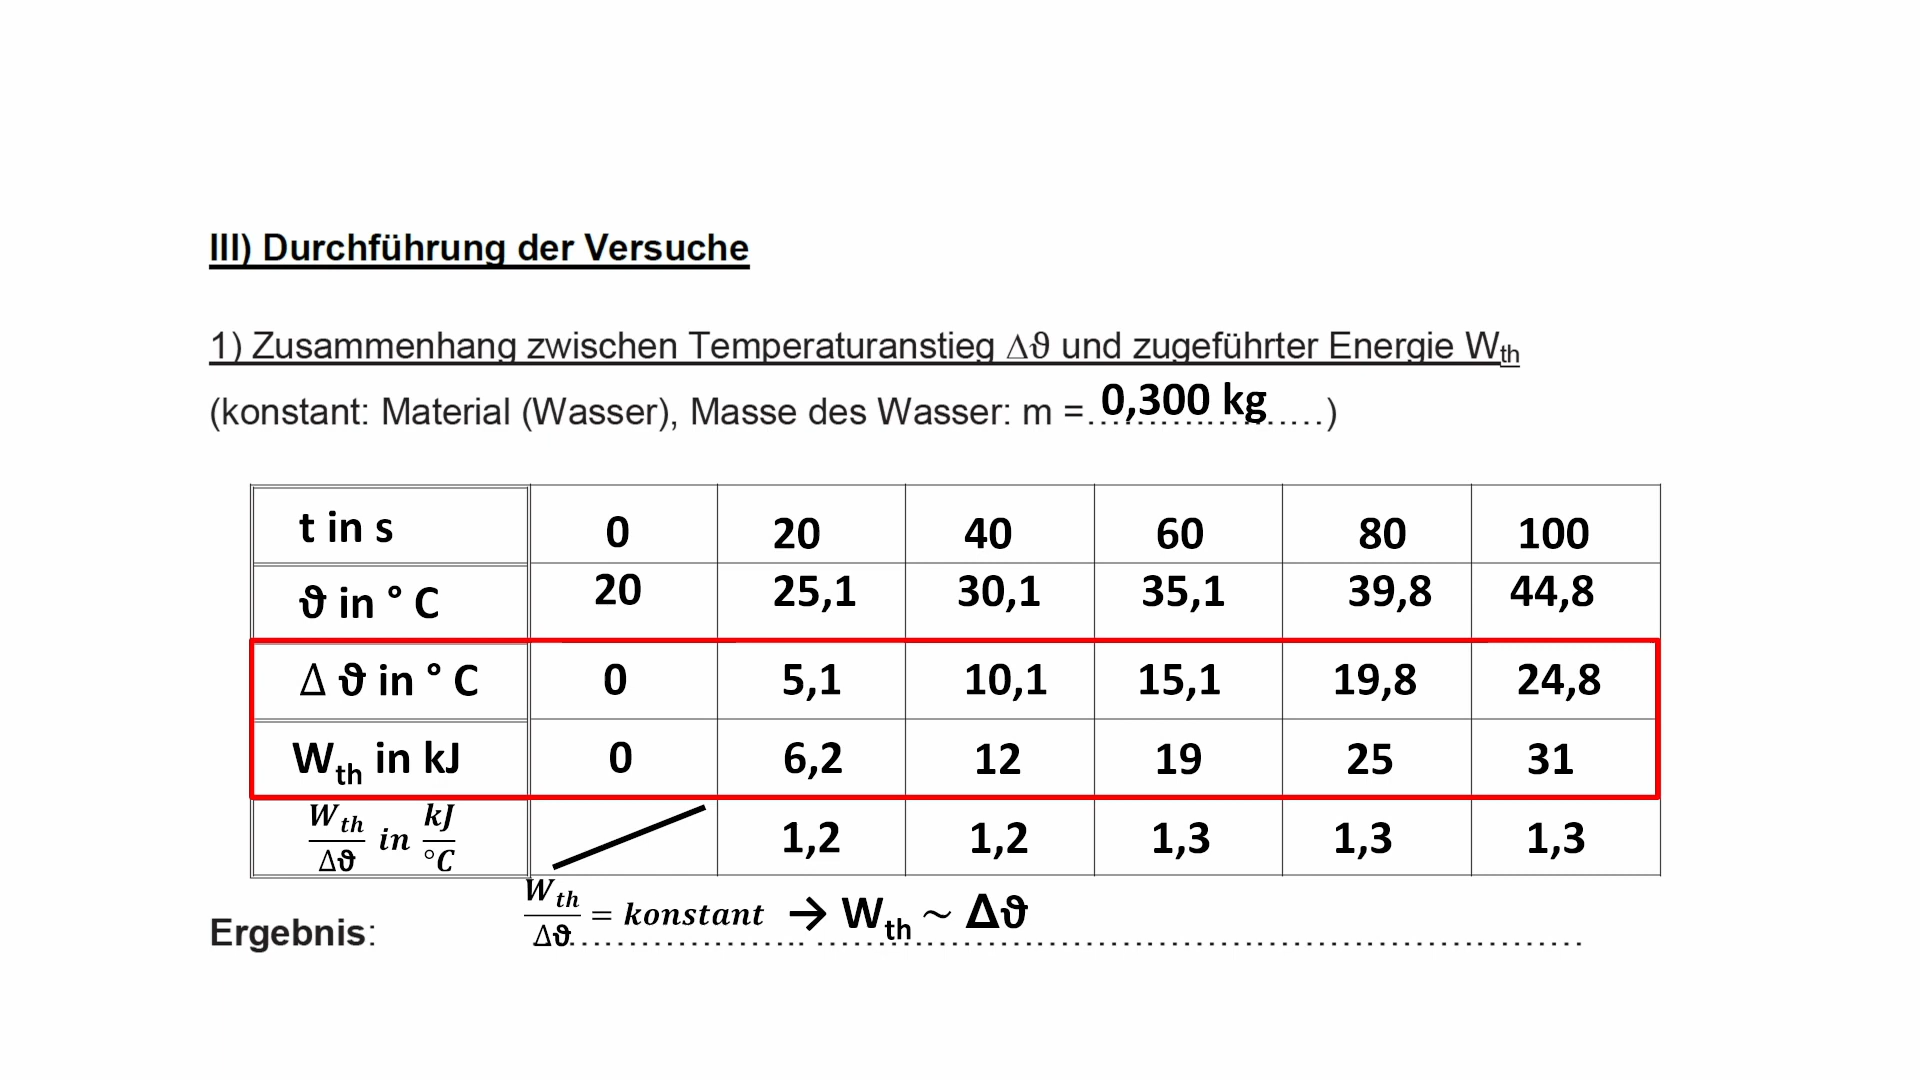 III) Durchführung der Versuche
1) Zusammenhang zwischen Temperaturanstieg Δϑ und zugeführter Energie Wth
(konstant: Material (Wasser), Masse des Wasser: m = 0,300 kg)
t in s 0 20 40 60 80 100
ϑ in ° C 20 25,1 30,1 35,1 39,8 44,8
Δ ϑ in ° C 0 5,1 10,1 15,1 19,8 24,8
Wth in kJ 0 6,2 12 19 25 31
Wth/Δϑ in kJ/°C 1,2 1,2 1,3 1,3 1,3
Ergebnis: Wth/Δϑ = konstant → Wth ~ Δϑ